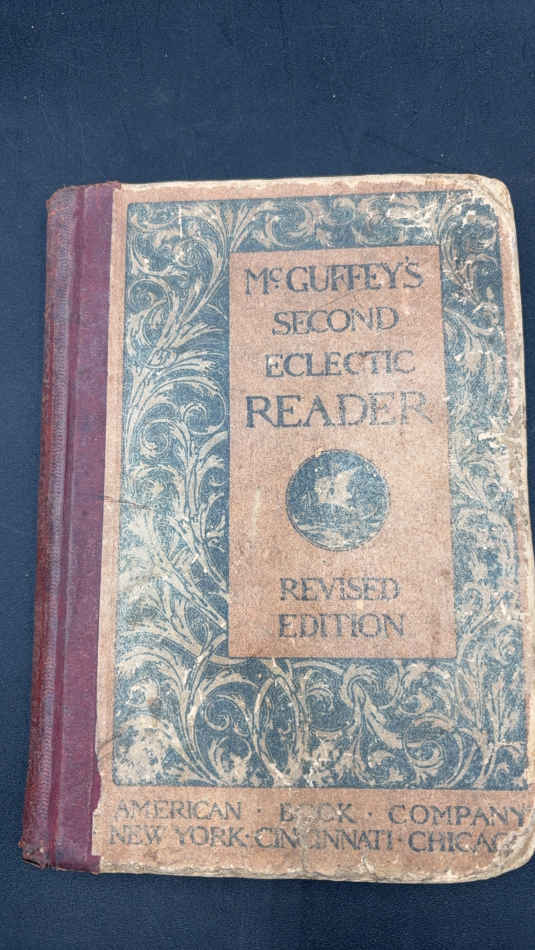 McGUFFEY'S
SECOND
ECLECTIC
READER
REVISED
EDITION
AMERICAN · BOOK · COMPANY
NEW YORK · CINCINNATI · CHICAGO